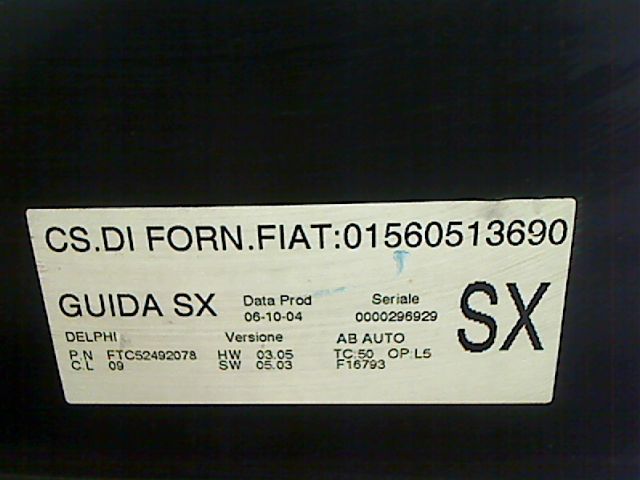 CS.DI FORN.FIAT:01560513690
GUIDA SX
Data Prod
06-10-04
Seriale
0000296929
SX
DELPHI
P.N FTC52492078
C.L 09
Versione
HW 03.05
SW 05.03
AB AUTO
TC:50 OP:L5
F16793